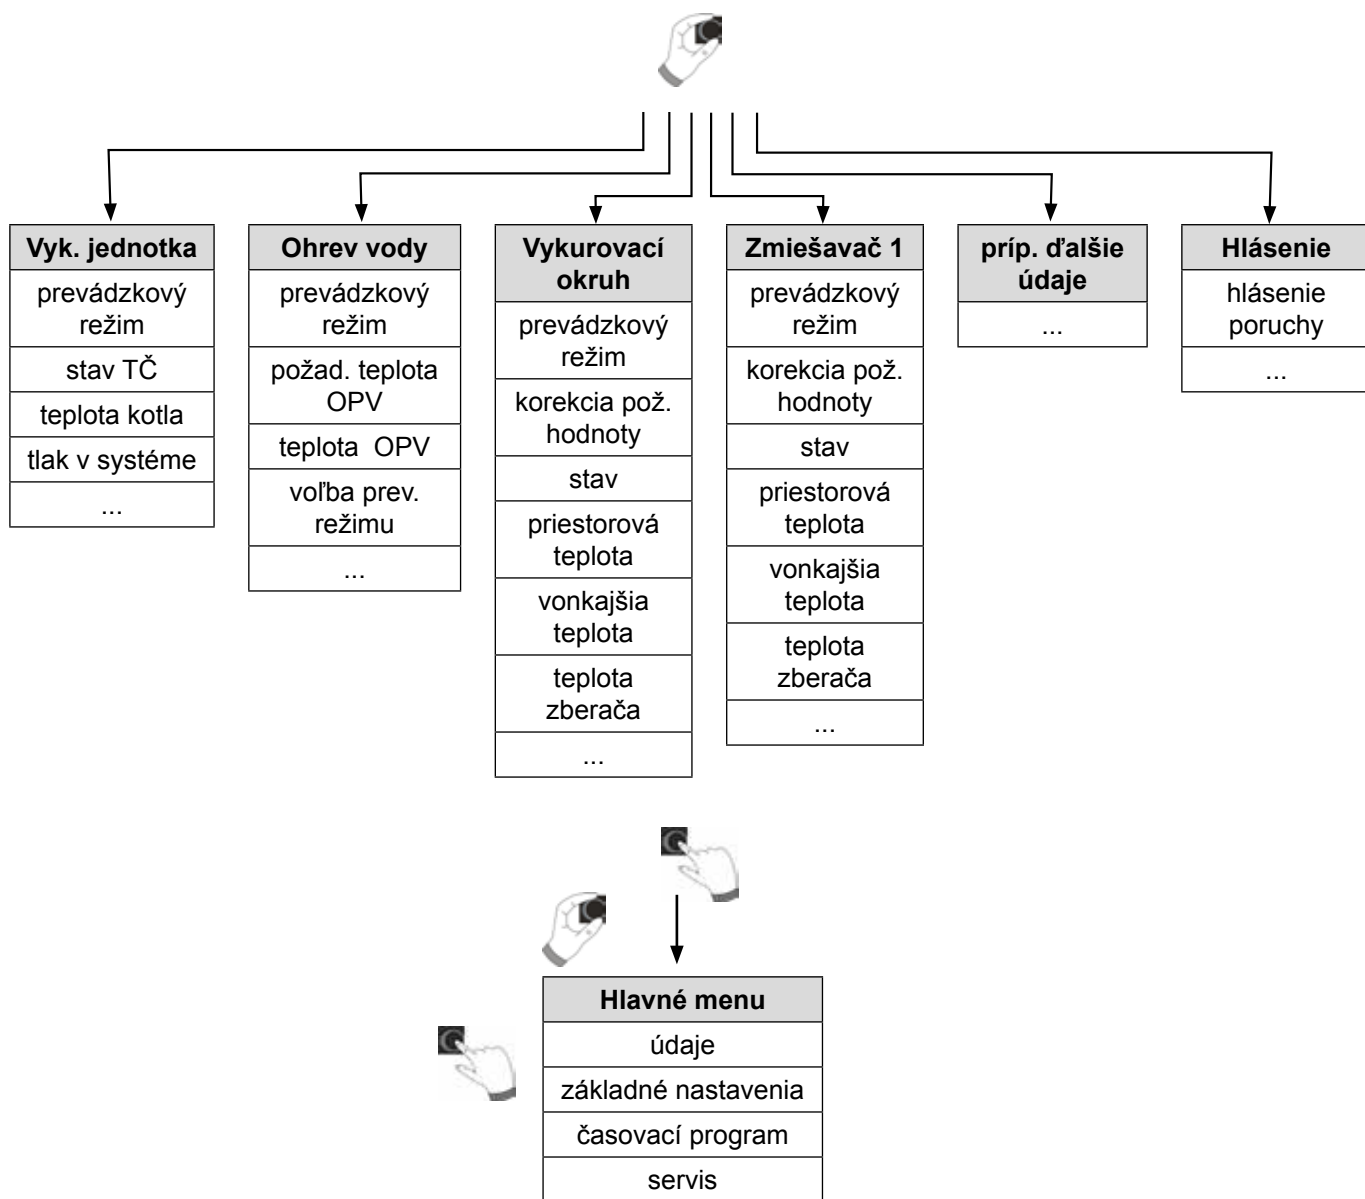 Vyk. jednotka
prevádzkový
režim
stav TČ
teplota kotla
tlak v systéme
...
Ohrev vody
prevádzkový
režim
požad. teplota
OPV
teplota  OPV
voľba prev.
režimu
...
Vykurovací
okruh
prevádzkový
režim
korekcia pož.
hodnoty
stav
priestorová
teplota
vonkajšia
teplota
teplota
zberača
...
Zmiešavač 1
prevádzkový
režim
korekcia pož.
hodnoty
stav
priestorová
teplota
vonkajšia
teplota
teplota
zberača
...
príp. ďalšie
údaje
...
Hlásenie
hlásenie
poruchy
...
Hlavné menu
údaje
základné nastavenia
časovací program
servis